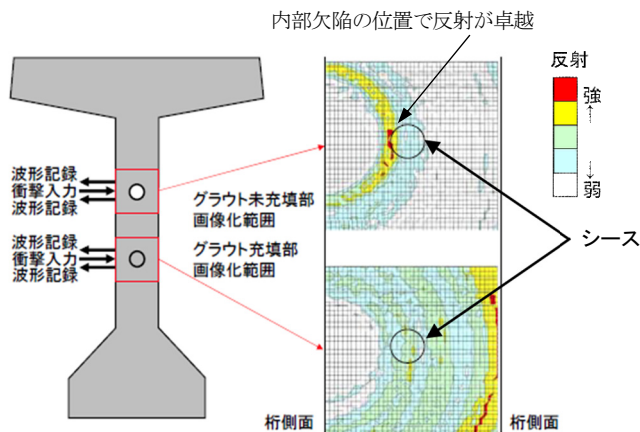 内部欠陥の位置で反射が卓越
反射
強
↑
↓
弱
波形記録
衝撃入力
波形記録
グラウト未充填部
画像化範囲
シース
波形記録
衝撃入力
波形記録
グラウト充填部
画像化範囲
桁側面
桁側面